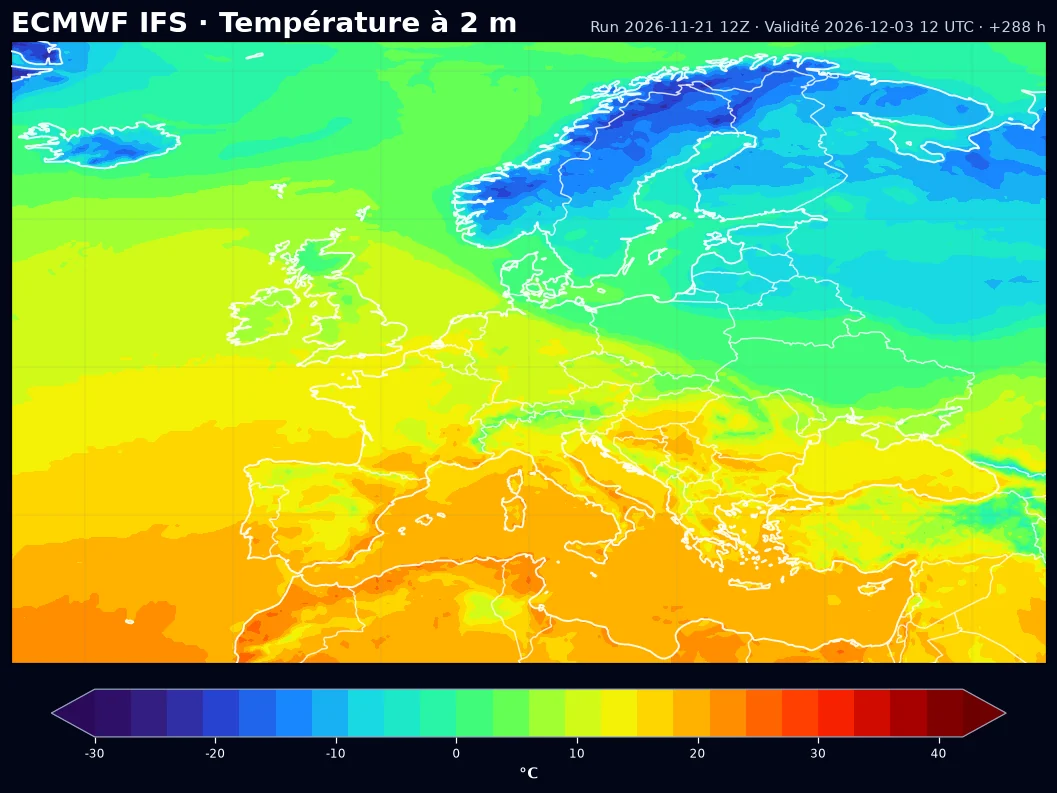 ECMWF IFS · Température à 2 m
Run 2026-11-21 12Z · Validité 2026-12-03 12 UTC · +288 h
-30 -20 -10 0 10 20 30 40
°C